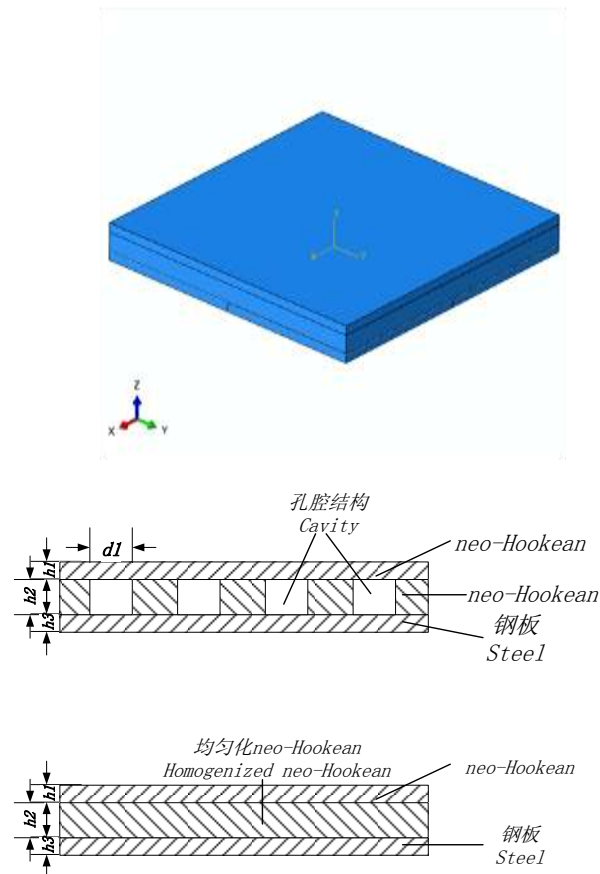 Z
X
Y
孔腔结构
Cavity
d1
h1
h2
h3
neo-Hookean
neo-Hookean
钢板
Steel
均匀化neo-Hookean
Homogenized neo-Hookean
neo-Hookean
h1
h2
h3
钢板
Steel